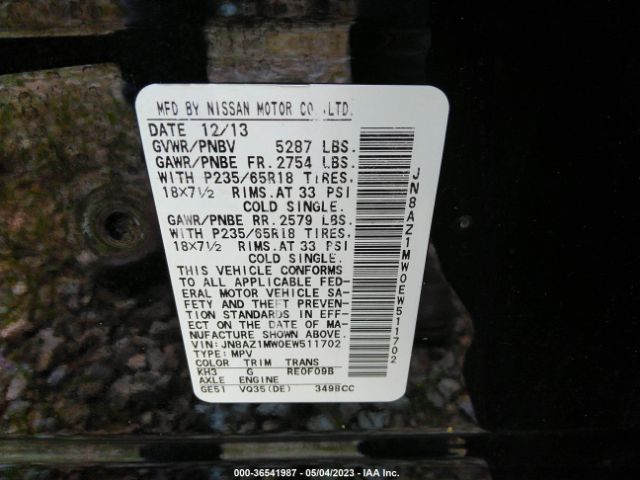 MFD BY NISSAN MOTOR CO.,LTD.
DATE 12/13
GVWR/PNBV 5287 LBS.
GAWR/PNBE FR. 2754 LBS.
WITH P235/65R18 TIRES.
18X7½ RIMS.AT 33 PSI
COLD SINGLE.
GAWR/PNBE RR. 2579 LBS.
WITH P235/65R18 TIRES.
18X7½ RIMS.AT 33 PSI
COLD SINGLE.
THIS VEHICLE CONFORMS
TO ALL APPLICABLE FED-
ERAL MOTOR VEHICLE SA-
FETY AND THEFT PREVEN-
TION STANDARDS IN EFF-
ECT ON THE DATE OF MA-
NUFACTURE SHOWN ABOVE.
VIN: JN8AZ1MW0EW511702
TYPE: MPV
COLOR TRIM TRANS
KH3 G RE0F09B
AXLE ENGINE
GE51 VQ35(DE) 3498CC
JN8AZ1MW0EW511702
000-36541987 - 05/04/2023 - IAA Inc.